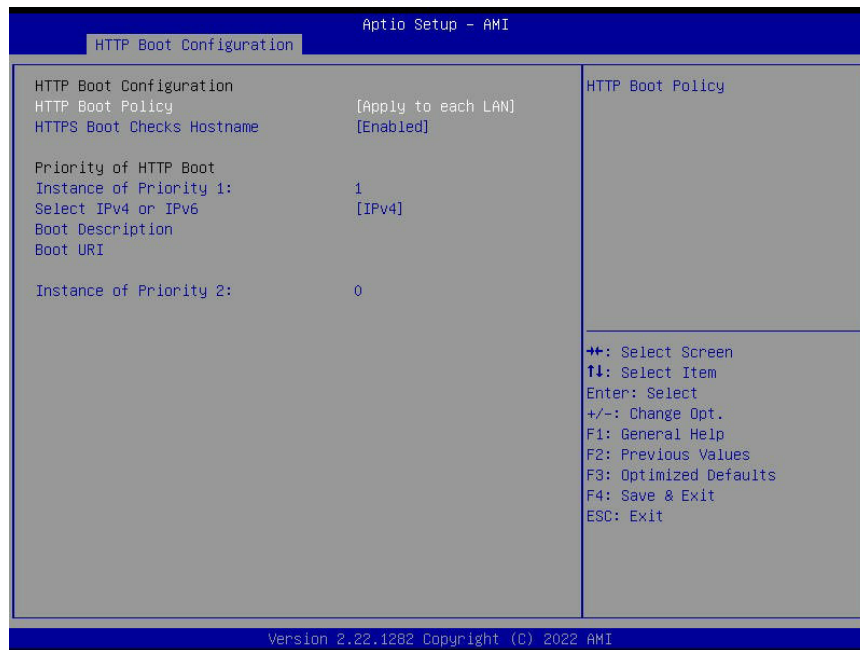 Aptio Setup – AMI
HTTP Boot Configuration
HTTP Boot Configuration
HTTP Boot Policy [Apply to each LAN]
HTTPS Boot Checks Hostname [Enabled]
Priority of HTTP Boot
Instance of Priority 1: 1
Select IPv4 or IPv6 [IPv4]
Boot Description
Boot URI
Instance of Priority 2: 0
HTTP Boot Policy
→←: Select Screen
↑↓: Select Item
Enter: Select
+/-: Change Opt.
F1: General Help
F2: Previous Values
F3: Optimized Defaults
F4: Save & Exit
ESC: Exit
Version 2.22.1282 Copyright (C) 2022 AMI